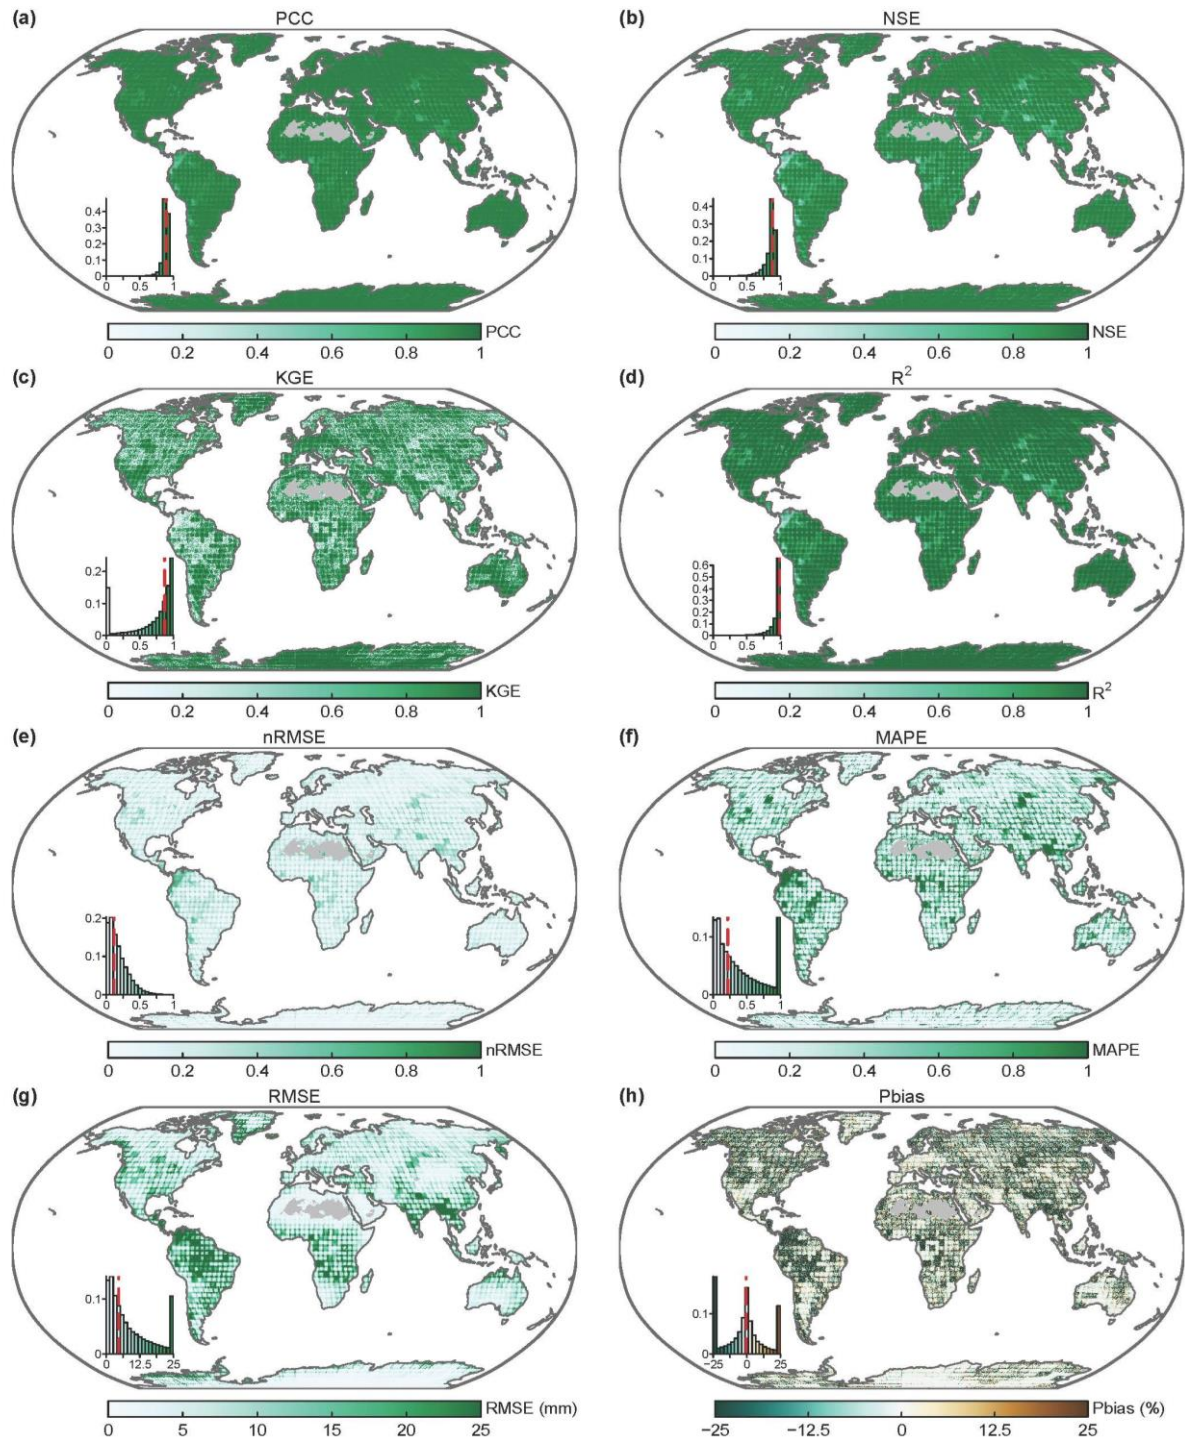 (a) PCC
0.4
0.3
0.2
0.1
0
0 0.5 1
PCC
0 0.2 0.4 0.6 0.8 1
(b) NSE
0.4
0.3
0.2
0.1
0
0 0.5 1
NSE
0 0.2 0.4 0.6 0.8 1
(c) KGE
0.2
0.1
0
0 0.5 1
KGE
0 0.2 0.4 0.6 0.8 1
(d) R²
0.6
0.5
0.4
0.3
0.2
0.1
0
0 0.5 1
R²
0 0.2 0.4 0.6 0.8 1
(e) nRMSE
0.2
0.1
0
0 0.5 1
nRMSE
0 0.2 0.4 0.6 0.8 1
(f) MAPE
0.1
0
0 0.5 1
MAPE
0 0.2 0.4 0.6 0.8 1
(g) RMSE
0.1
0
0 12.5 25
RMSE (mm)
0 5 10 15 20 25
(h) Pbias
0.1
0
−25 0 25
Pbias (%)
−25 −12.5 0 12.5 25